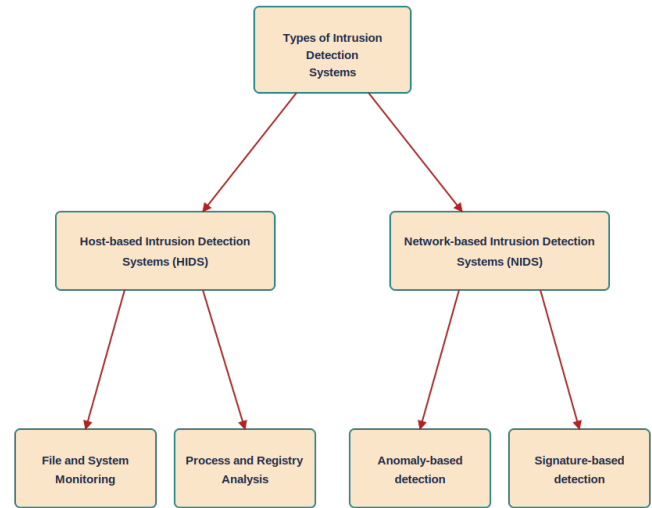 Types of Intrusion
Detection
Systems
Host-based Intrusion Detection
Systems (HIDS)
Network-based Intrusion Detection
Systems (NIDS)
File and System
Monitoring
Process and Registry
Analysis
Anomaly-based
detection
Signature-based
detection